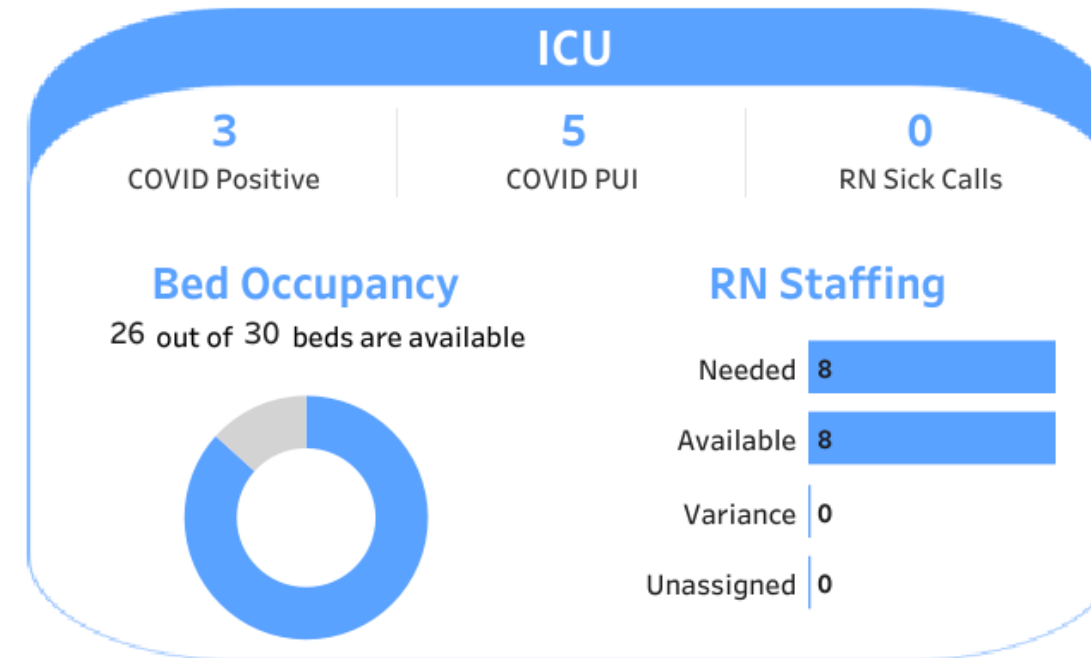 ICU
3
COVID Positive
5
COVID PUI
0
RN Sick Calls
Bed Occupancy
26 out of 30 beds are available
RN Staffing
Needed 8
Available 8
Variance 0
Unassigned 0